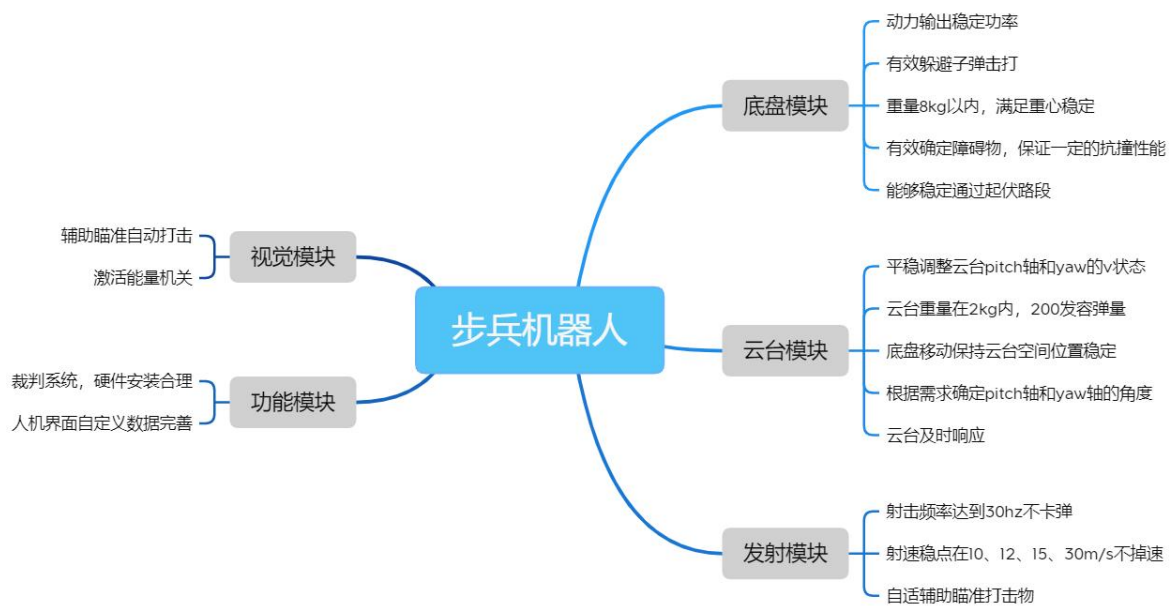 步兵机器人
底盘模块
动力输出稳定功率
有效躲避子弹击打
重量8kg以内，满足重心稳定
有效确定障碍物，保证一定的抗撞性能
能够稳定通过起伏路段
云台模块
平稳调整云台pitch轴和yaw的v状态
云台重量在2kg内，200发容弹量
底盘移动保持云台空间位置稳定
根据需求确定pitch轴和yaw轴的角度
云台及时响应
发射模块
射击频率达到30hz不卡弹
射速稳点在10、12、15、30m/s不掉速
自适辅助瞄准打击物
视觉模块
辅助瞄准自动打击
激活能量机关
功能模块
裁判系统，硬件安装合理
人机界面自定义数据完善